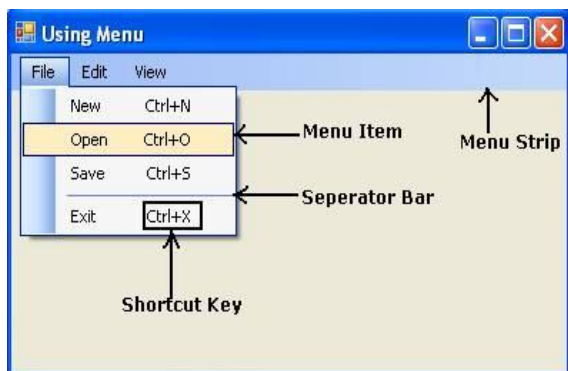 Using Menu
File Edit View
New Ctrl+N
Open Ctrl+O
Menu Item
Menu Strip
Save Ctrl+S
Seperator Bar
Exit Ctrl+X
Shortcut Key